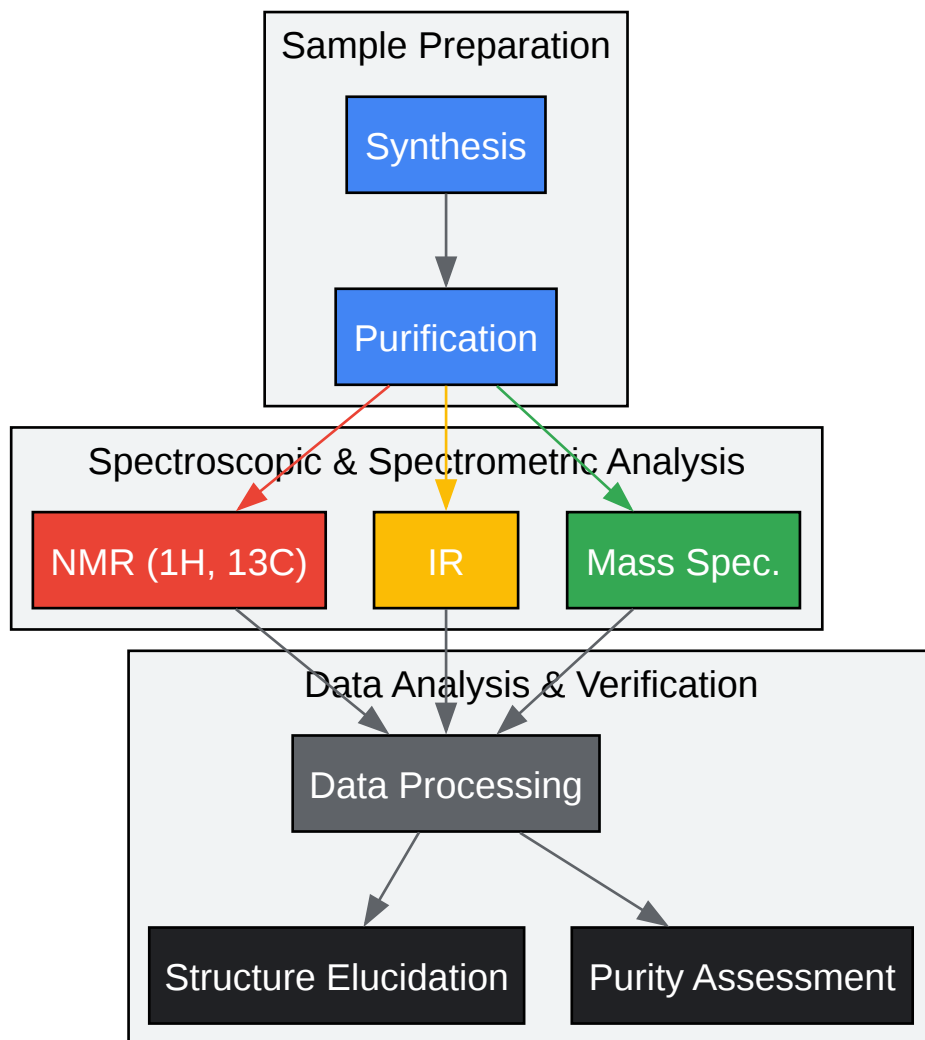 Sample Preparation
Synthesis
Purification
Spectroscopic & Spectrometric Analysis
NMR (1H, 13C)
IR
Mass Spec.
Data Analysis & Verification
Data Processing
Structure Elucidation
Purity Assessment